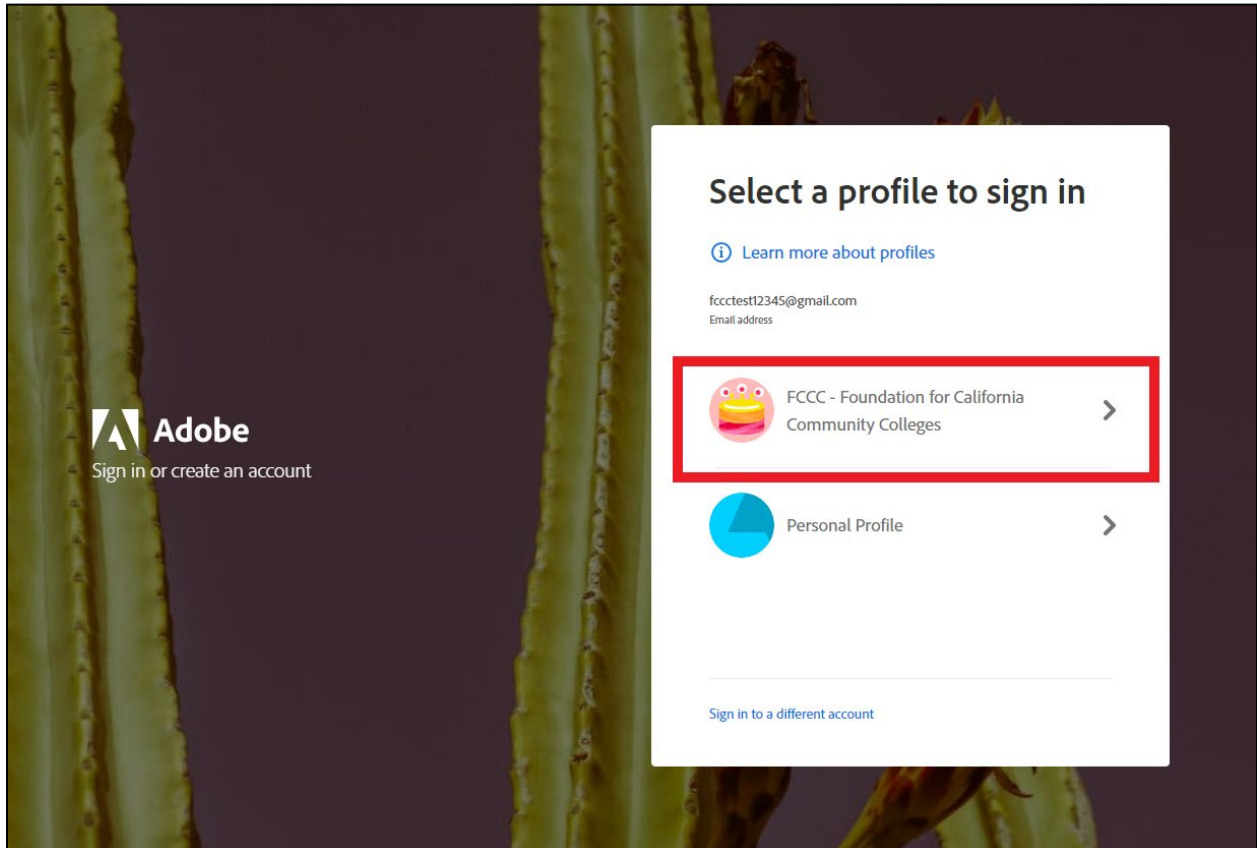 Adobe
Sign in or create an account
Select a profile to sign in
Learn more about profiles
fccctest12345@gmail.com
Email address
FCCC - Foundation for California
Community Colleges
Personal Profile
Sign in to a different account